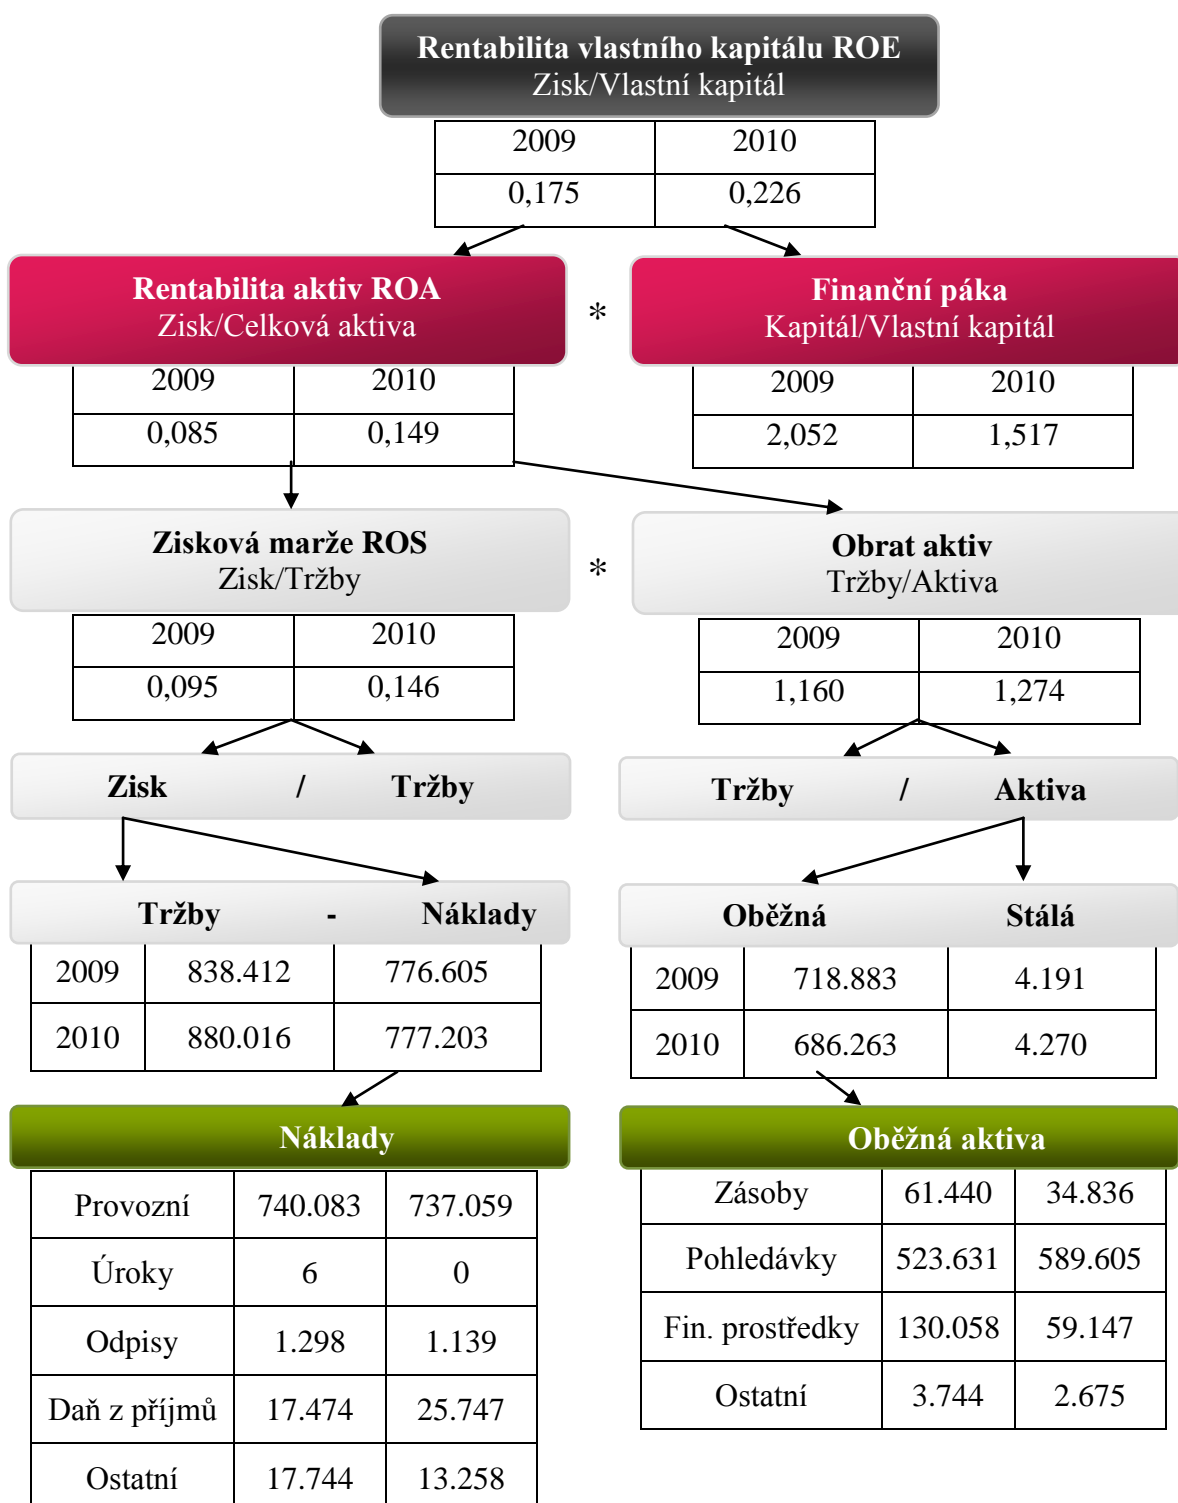 Rentabilita vlastního kapitálu ROE
Zisk/Vlastní kapitál
2009 2010
0,175 0,226
Rentabilita aktiv ROA
Zisk/Celková aktiva
*
Finanční páka
Kapitál/Vlastní kapitál
2009 2010
0,085 0,149
2009 2010
2,052 1,517
Zisková marže ROS
Zisk/Tržby
*
Obrat aktiv
Tržby/Aktiva
2009 2010
0,095 0,146
2009 2010
1,160 1,274
Zisk / Tržby
Tržby / Aktiva
Tržby - Náklady
2009 838.412 776.605
2010 880.016 777.203
Oběžná Stálá
2009 718.883 4.191
2010 686.263 4.270
Náklady
Provozní 740.083 737.059
Úroky 6 0
Odpisy 1.298 1.139
Daň z příjmů 17.474 25.747
Ostatní 17.744 13.258
Oběžná aktiva
Zásoby 61.440 34.836
Pohledávky 523.631 589.605
Fin. prostředky 130.058 59.147
Ostatní 3.744 2.675